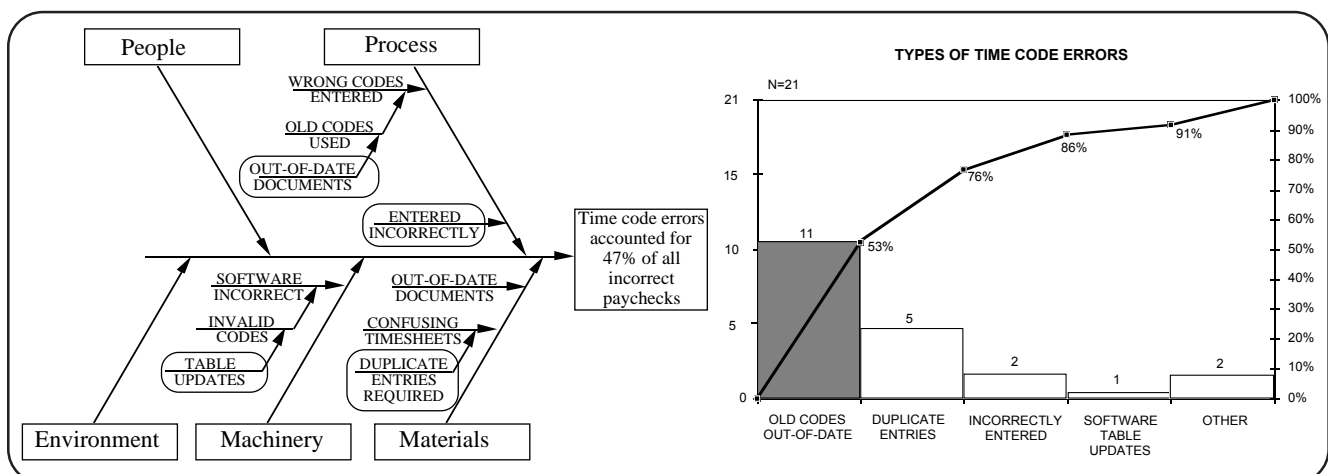 People
Process
WRONG CODES
ENTERED
OLD CODES
USED
OUT-OF-DATE
DOCUMENTS
ENTERED
INCORRECTLY
Time code errors
accounted for
47% of all
incorrect
paychecks
SOFTWARE
INCORRECT
INVALID
CODES
TABLE
UPDATES
OUT-OF-DATE
DOCUMENTS
CONFUSING
TIMESHEETS
DUPLICATE
ENTRIES
REQUIRED
Environment
Machinery
Materials
TYPES OF TIME CODE ERRORS
N=21
21
15
10
5
0
100%
90%
80%
70%
60%
50%
40%
30%
20%
10%
0%
53%
76%
86%
91%
11
5
2
1
2
OLD CODES
OUT-OF-DATE
DUPLICATE
ENTRIES
INCORRECTLY
ENTERED
SOFTWARE
TABLE
UPDATES
OTHER